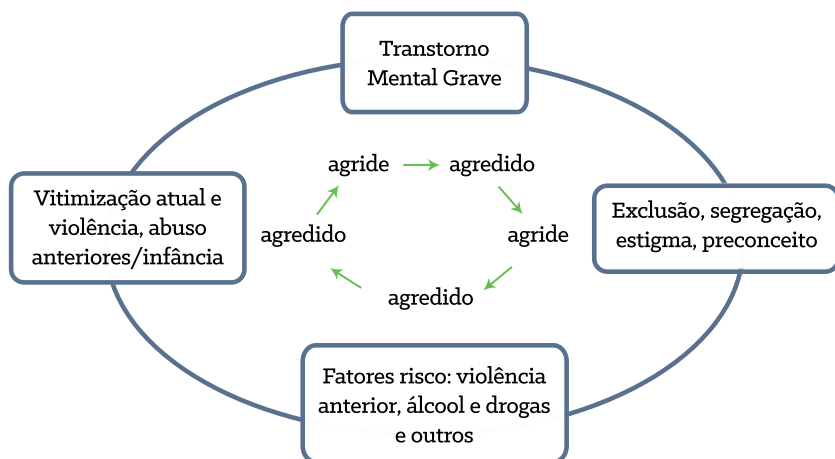 Transtorno
Mental Grave
agride
agredido
Vitimização atual e
violência, abuso
anteriores/infância
agredido
agride
Exclusão, segregação,
estigma, preconceito
agredido
Fatores risco: violência
anterior, álcool e drogas
e outros